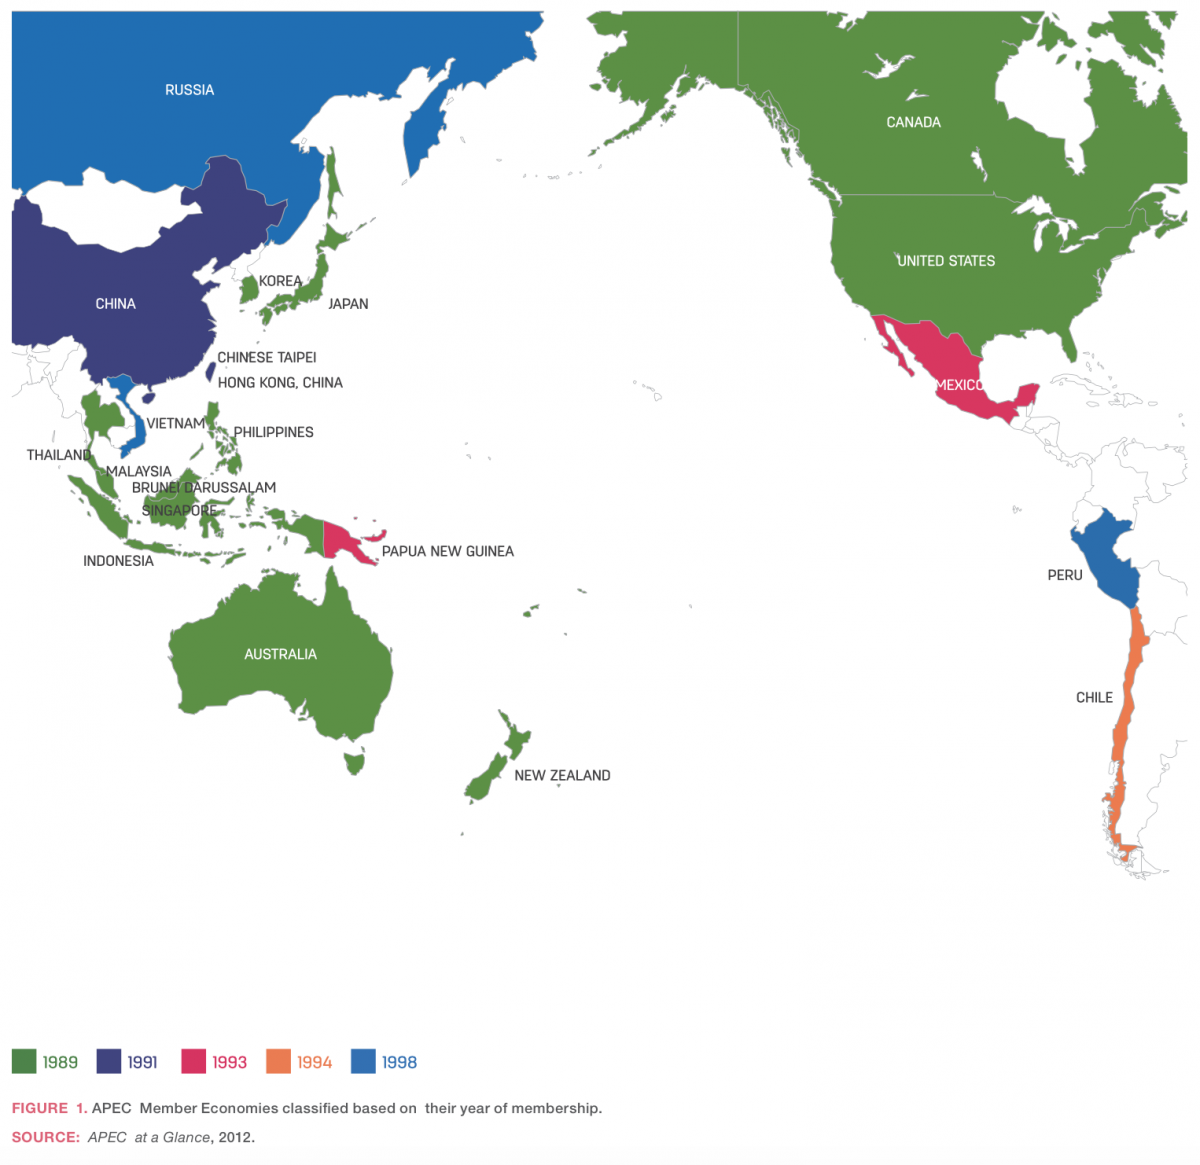 RUSSIA
CANADA
UNITED STATES
KOREA
CHINA
JAPAN
CHINESE TAIPEI
HONG KONG, CHINA
MEXICO
VIETNAM
PHILIPPINES
THAILAND
MALAYSIA
BRUNEI DARUSSALAM
SINGAPORE
PAPUA NEW GUINEA
INDONESIA
PERU
AUSTRALIA
CHILE
NEW ZEALAND
1989 1991 1993 1994 1998
FIGURE 1. APEC Member Economies classified based on their year of membership.
SOURCE: APEC at a Glance, 2012.